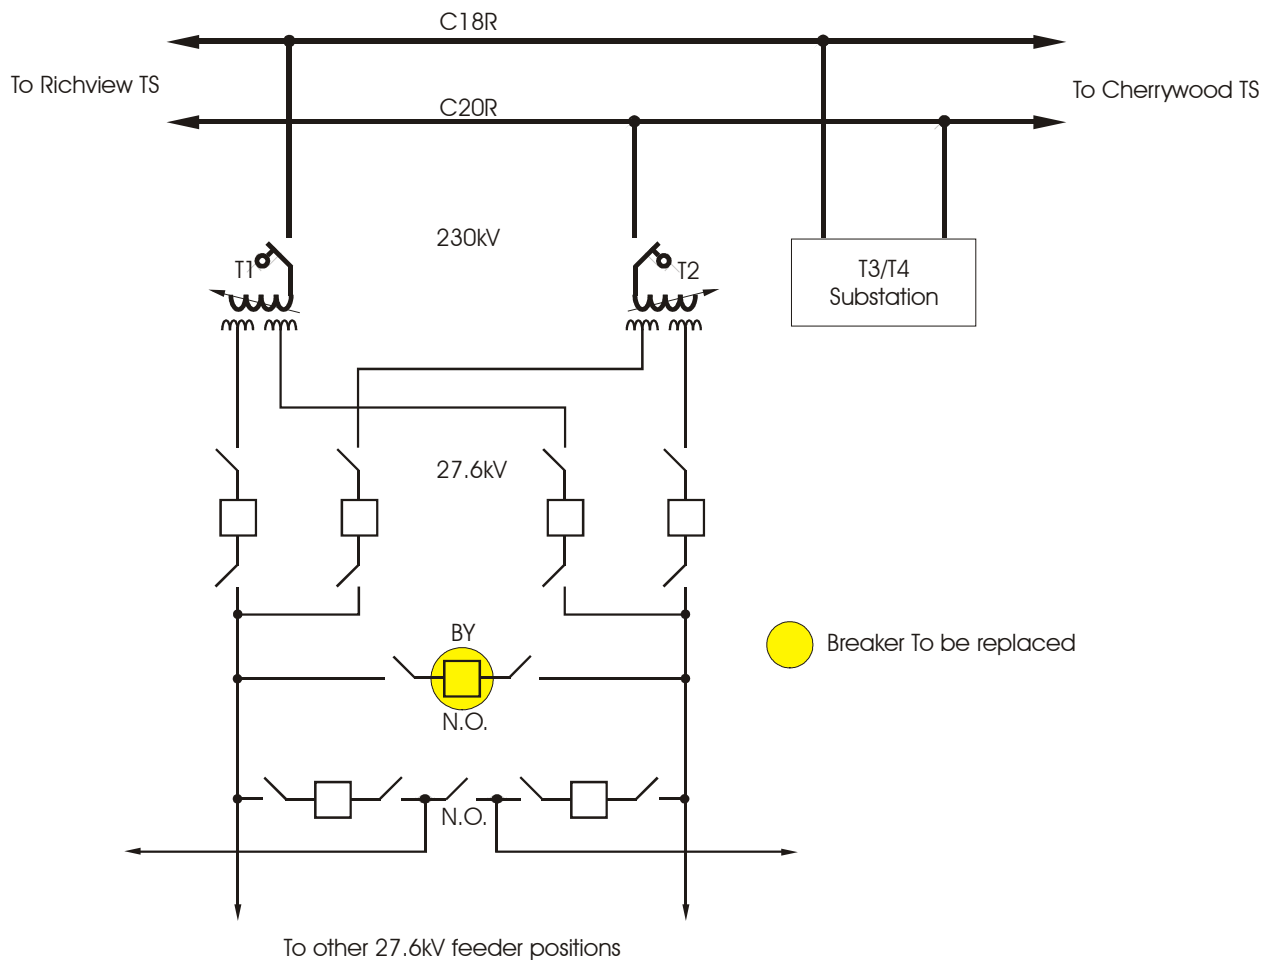 C18R
To Richview TS
To Cherrywood TS
C20R
230kV
T1
T2
T3/T4
Substation
27.6kV
BY
Breaker To be replaced
N.O.
N.O.
To other 27.6kV feeder positions